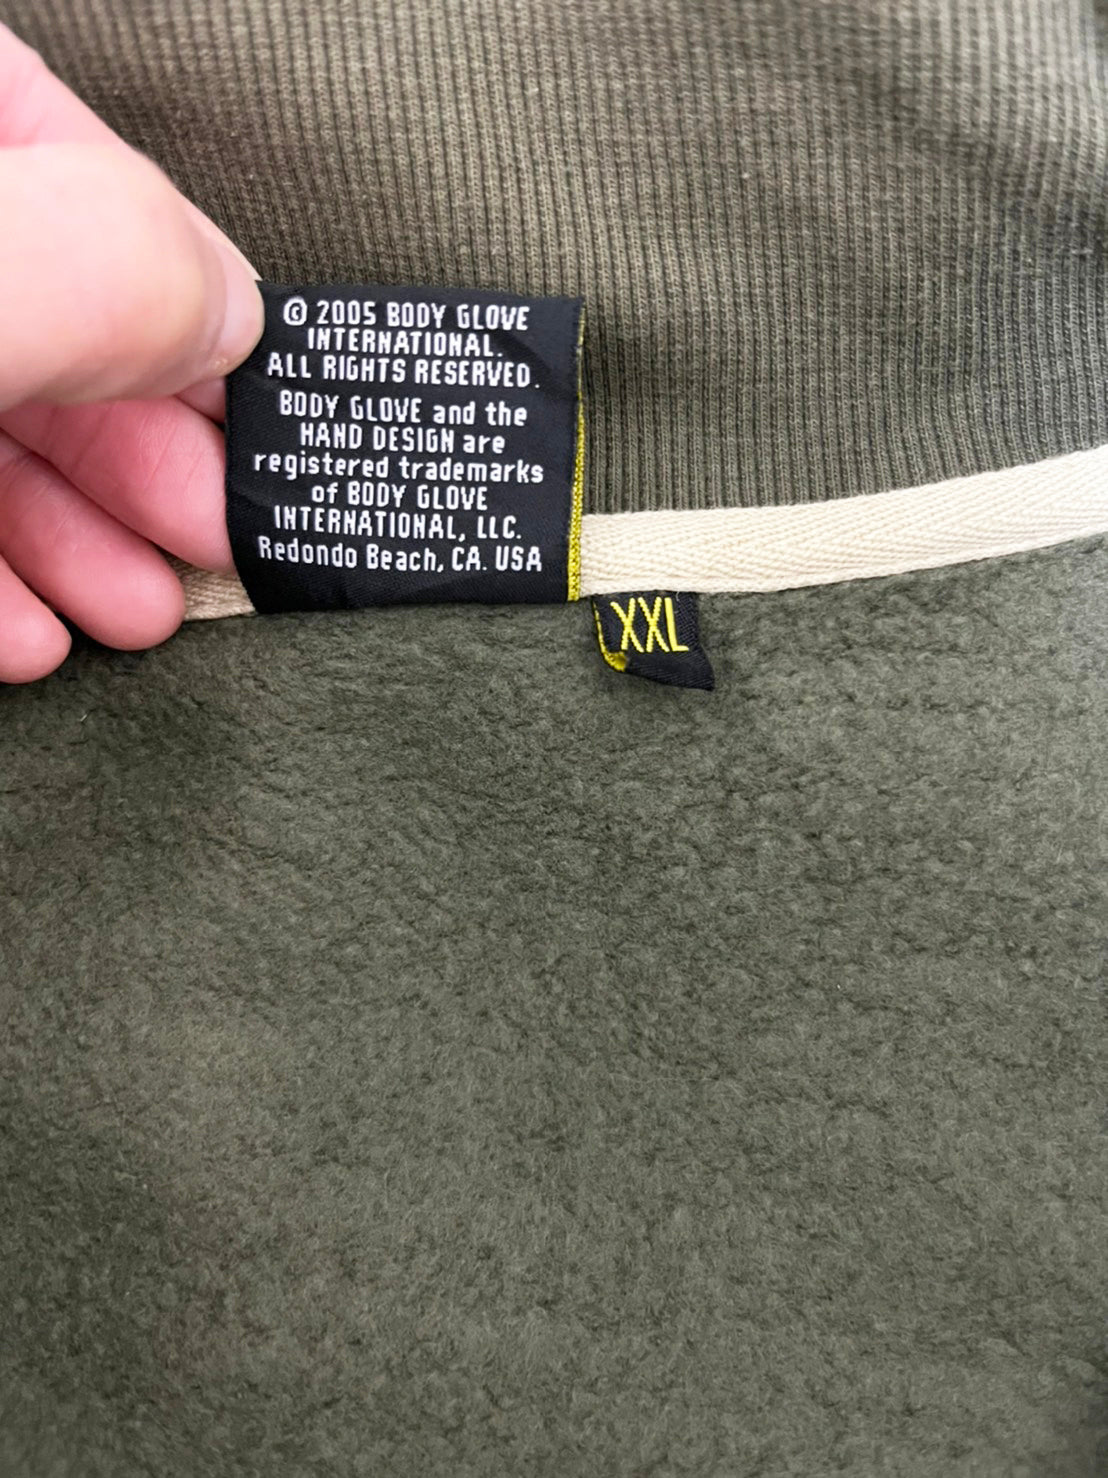 © 2005 BODY GLOVE
INTERNATIONAL.
ALL RIGHTS RESERVED.
BODY GLOVE and the
HAND DESIGN are
registered trademarks
of BODY GLOVE
INTERNATIONAL, LLC.
Redondo Beach, CA. USA
XXL